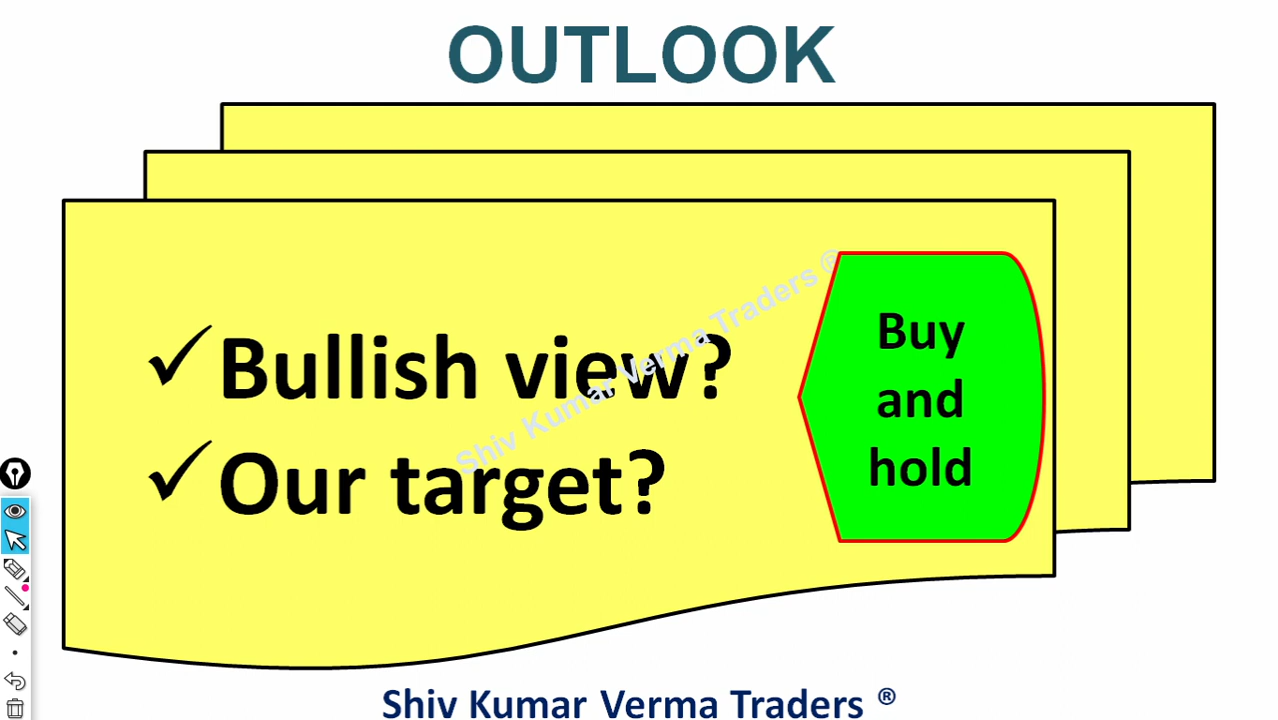 OUTLOOK
✓Bullish view?
✓Our target?
Buy
and
hold
Shiv Kumar Verma Traders ®
Shiv Kumar Verma Traders ®